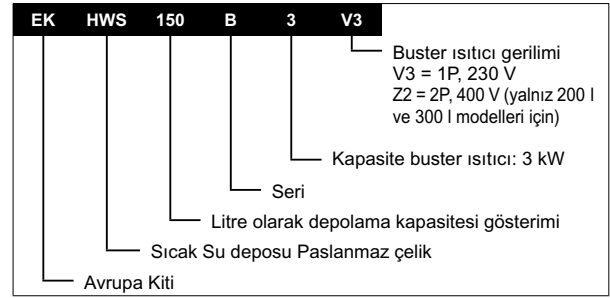 EK HWS 150 B 3 V3
Buster ısıtıcı gerilimi
V3 = 1P, 230 V
Z2 = 2P, 400 V (yalnız 200 l
ve 300 l modelleri için)
Kapasite buster ısıtıcı: 3 kW
Seri
Litre olarak depolama kapasitesi gösterimi
Sıcak Su deposu Paslanmaz çelik
Avrupa Kiti